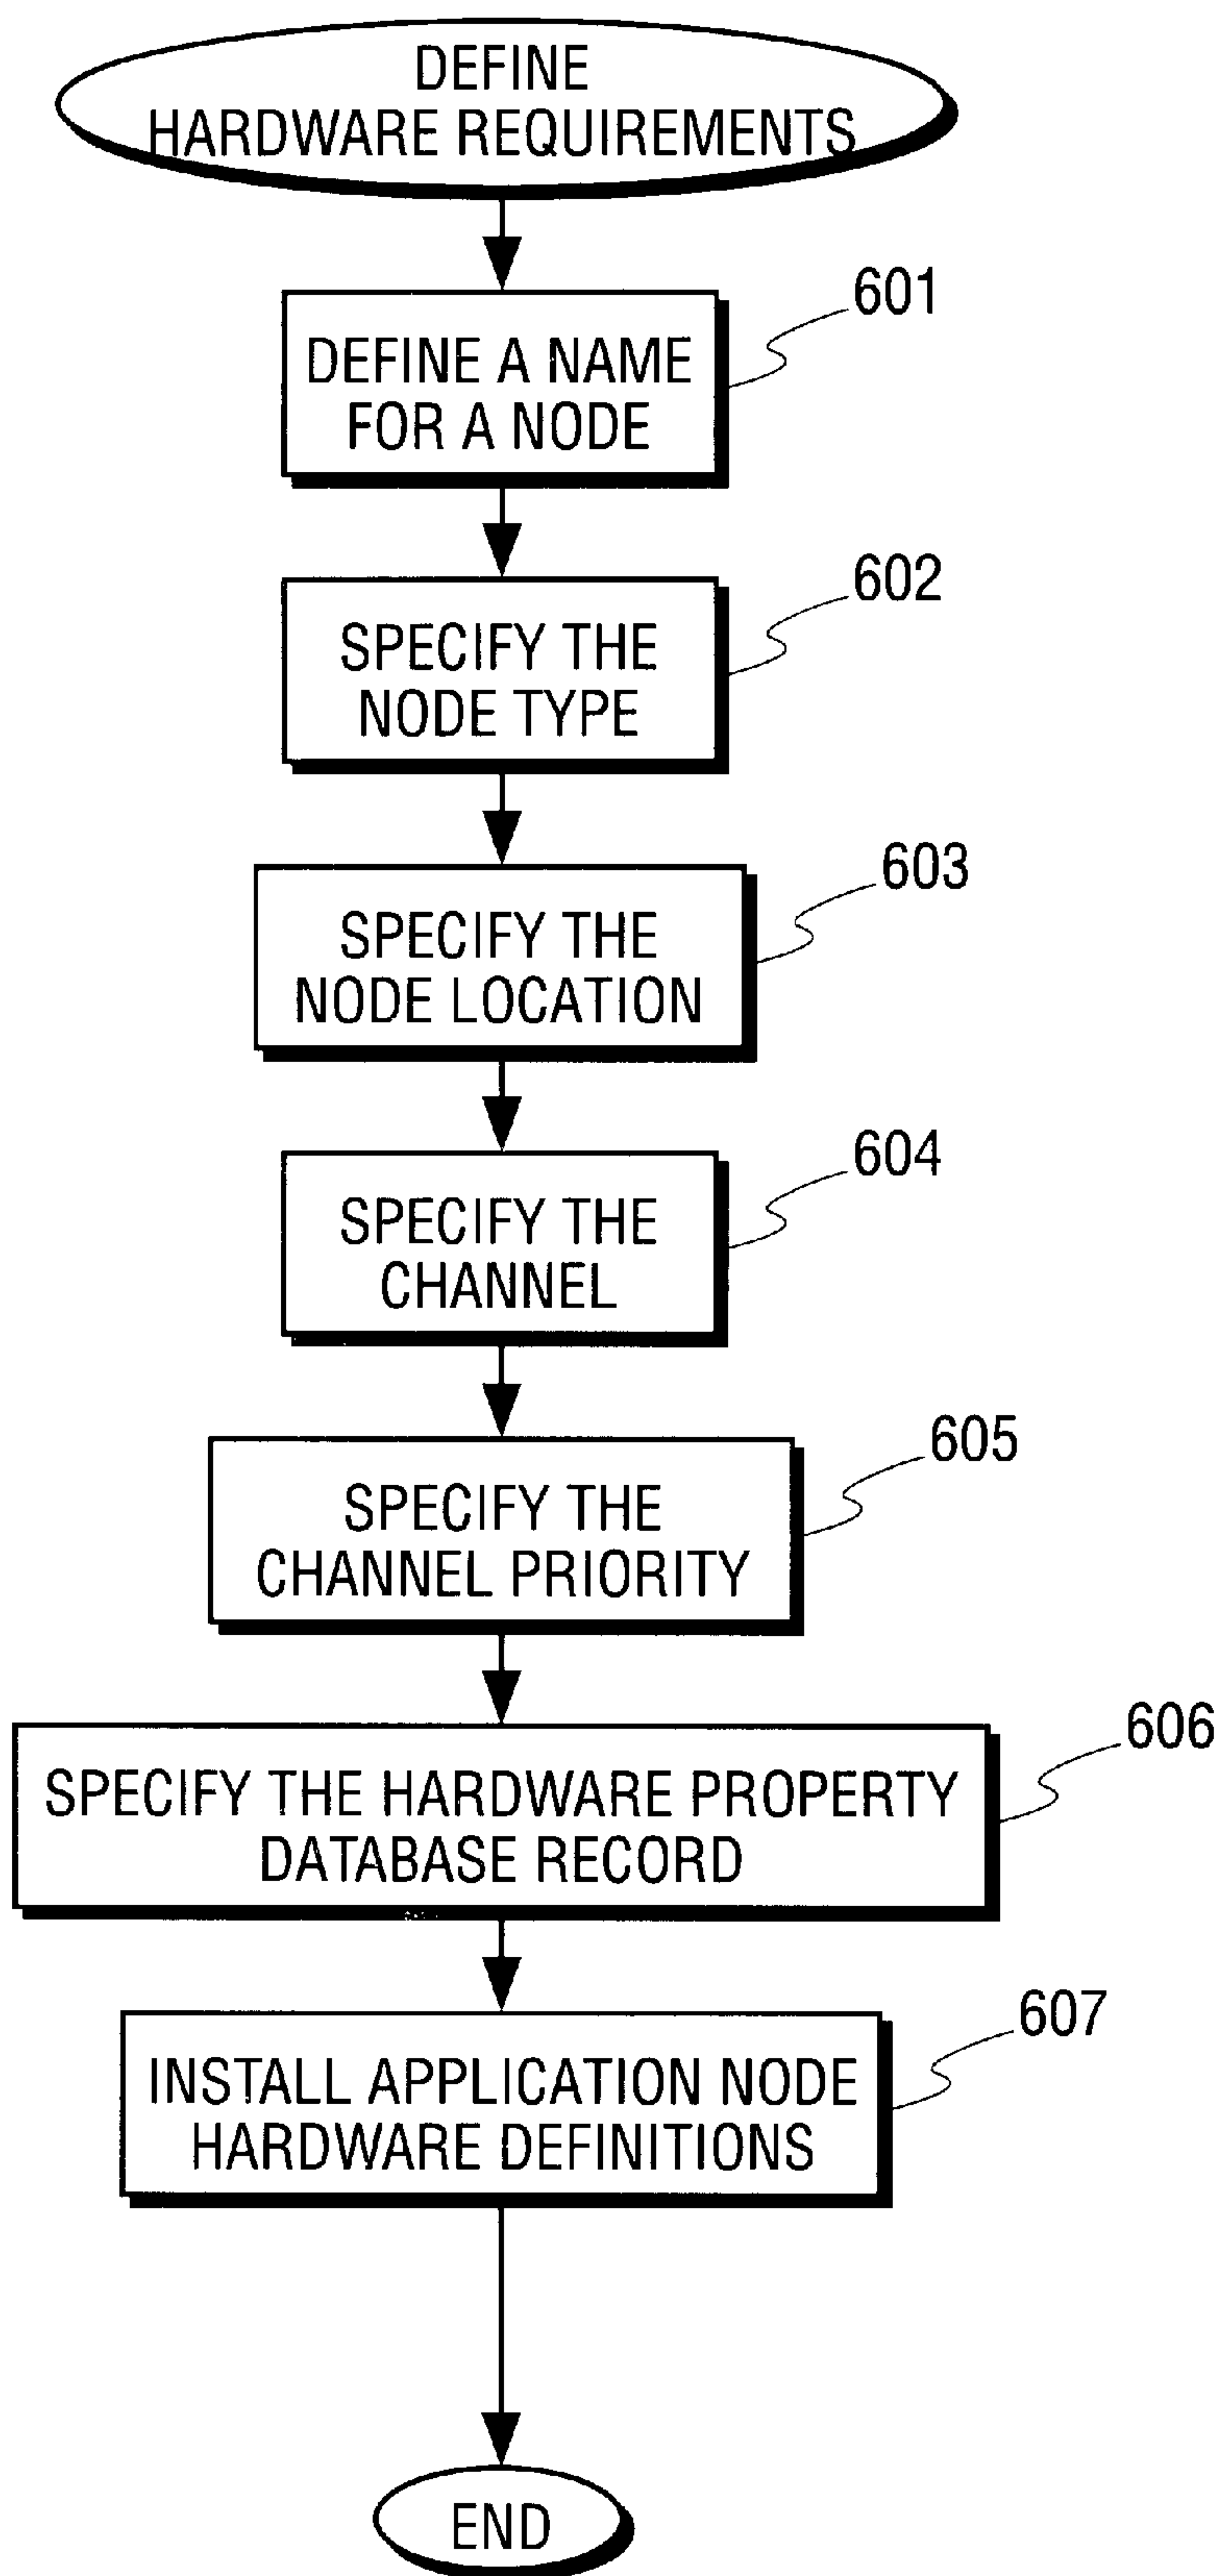 DEFINE
HARDWARE REQUIREMENTS
601
DEFINE A NAME
FOR A NODE
602
SPECIFY THE
NODE TYPE
603
SPECIFY THE
NODE LOCATION
604
SPECIFY THE
CHANNEL
605
SPECIFY THE
CHANNEL PRIORITY
606
SPECIFY THE HARDWARE PROPERTY
DATABASE RECORD
607
INSTALL APPLICATION NODE
HARDWARE DEFINITIONS
END